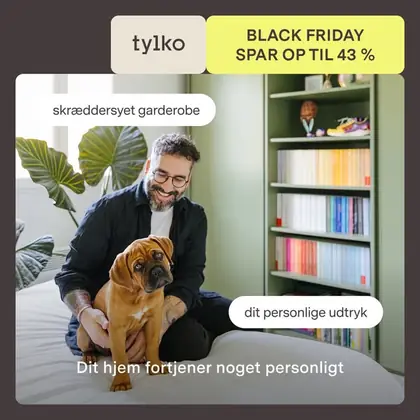 tylko
BLACK FRIDAY
SPAR OP TIL 43 %
skræddersyet garderobe
dit personlige udtryk
Dit hjem fortjener noget personligt